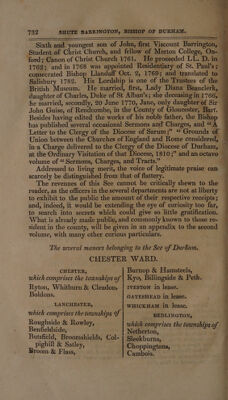 732 SHUTE BARRINGTON, BISHOP OF DURHAM.
Sixth and youngest son of John, first Viscount Barrington,
Student of Christ Church, and fellow of Merton College, Ox-
ford; Canon of Christ Church 1761. He proceeded LL. D. in
1762; and in 1768 was appointed Residentiary of St. Paul's;
consecrated Bishop Llandaff Oct. 2, 1769; and translated to
Salisbury 1782. His Lordship is one of the Trustees of the
British Museum. He married, first, Lady Diana Beauclerk,
daughter of Charles, Duke of St Alban's; she deceasing in 1766,
he married, secondly, 20 June 1770, Jane, only daughter of Sir
John Guise, of Rendcombe, in the County of Gloucester, Bart.
Besides having edited the works of his noble father, the Bishop
has published several occasional Sermons and Charges, and "A
Letter to the Clergy of the Diocese of Sarum;" " Grounds of
Union between the Churches of England and Rome considered,
in a Charge delivered to the Clergy of the Diocese of Durham,
at the Ordinary Visitation of that Diocese, 1810;" and an octavo
volume of " Sermons, Charges, and Tracts."
Addressed to living merit, the voice of legitimate praise can
scarcely be distinguished from that of flattery.
The revenues of this See cannot be critically shewn to the
reader, as the officers in the several departments are not at liberty
to exhibit to the public the amount of their respective receipts;
and, indeed, it would be extending the eye of curiosity too far,
to search into secrets which could give so little gratification.
What is already made public, and commonly known to those re-
sident in the county, will be given in an appendix to the second
volume, with many other curious particulars.
The several manors belonging to the See of Durham.
CHESTER WARD.
CHESTER,
which comprises the townships of
Ryton, Whitburn & Cleadon
Boldons.
LANCHESTER,
which comprises the townships of
Roughside & Rowley,
Benfieldside,
Butsfield, Broomshields, Col-
pighill & Satley,
Broom & Flass,
Burnop & Hamsteels,
Kyo, Billingside & Peth.
IVESTON in lease.
GATESHEAD in lease.
WHICKHAM in lease.
BEDLINGTON,
which comprises the townships of
Netherton,
Sleekburns,
Choppingtons,
Cambois.